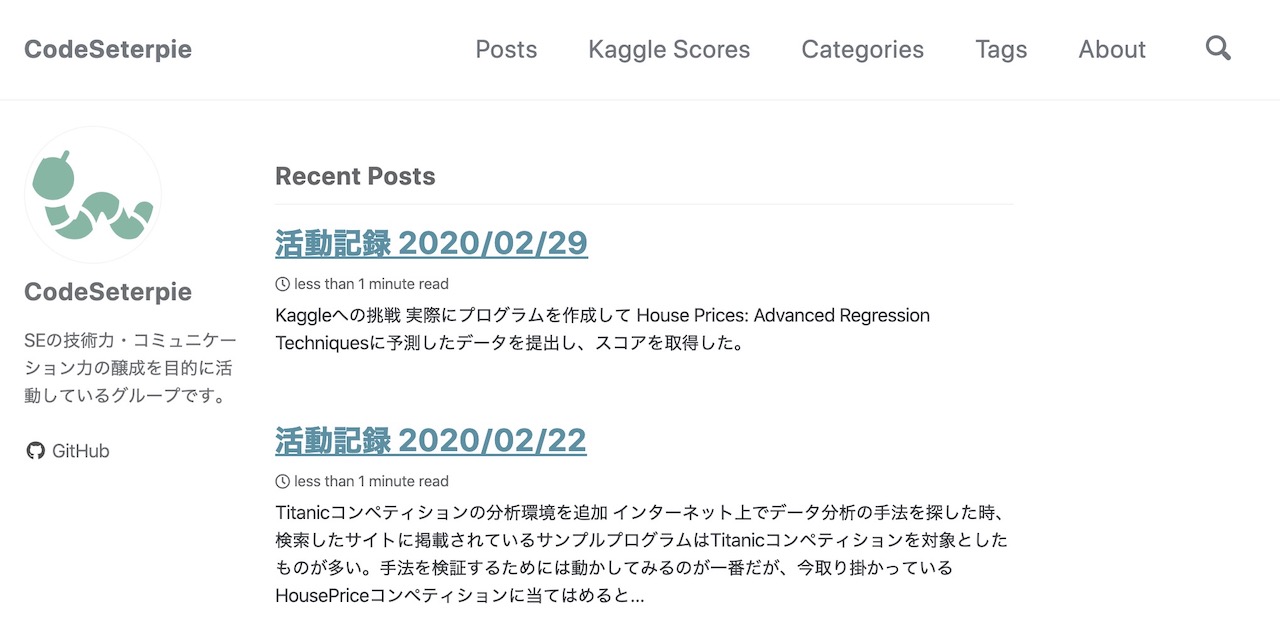 CodeSeterpie
Posts Kaggle Scores Categories Tags About
CodeSeterpie
SEの技術力・コミュニケー
ション力の醸成を目的に活
動しているグループです。
GitHub
Recent Posts
活動記録 2020/02/29
less than 1 minute read
Kaggleへの挑戦 実際にプログラムを作成して House Prices: Advanced Regression
Techniquesに予測したデータを提出し、スコアを取得した。
活動記録 2020/02/22
less than 1 minute read
Titanicコンペティションの分析環境を追加 インターネット上でデータ分析の手法を探した時、
検索したサイトに掲載されているサンプルプログラムはTitanicコンペティションを対象とした
ものが多い。手法を検証するためには動かしてみるのが一番だが、今取り掛かっている
HousePriceコンペティションに当てはめると...